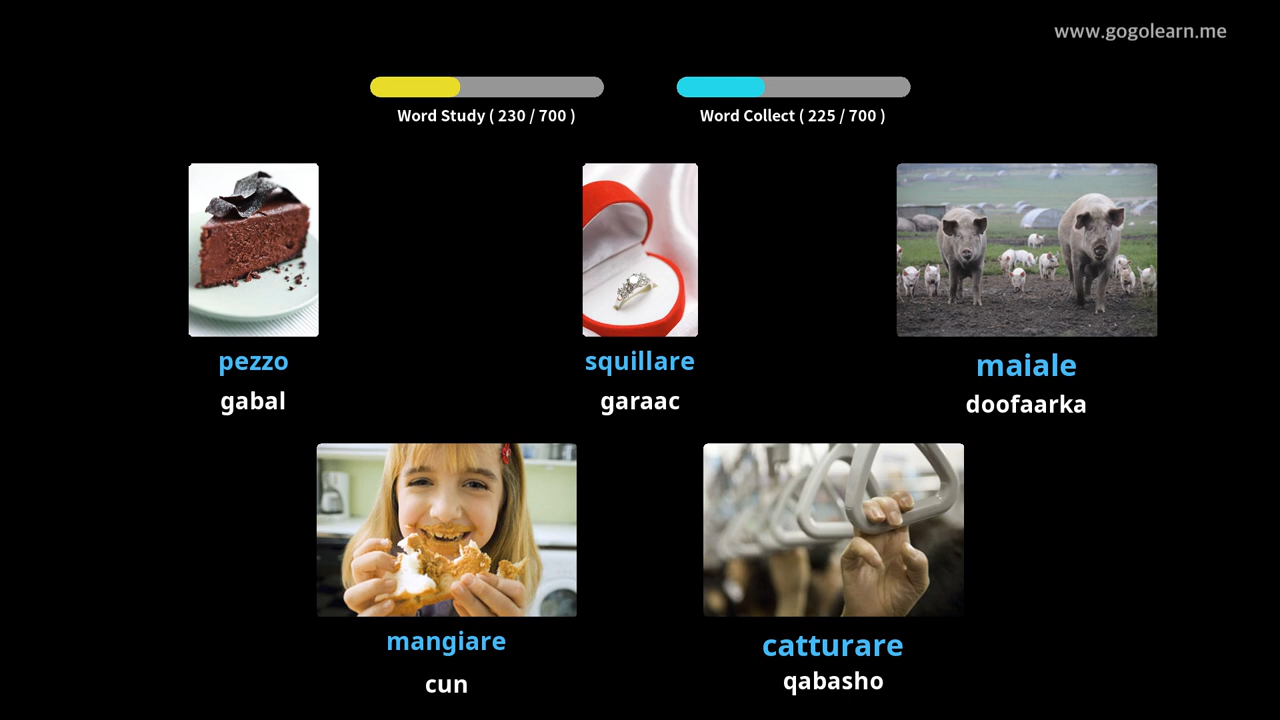 www.gogolearn.me
Word Study ( 230 / 700 )
Word Collect ( 225 / 700 )
pezzo
gabal
squillare
garaac
maiale
doofaarka
mangiare
cun
catturare
qabasho